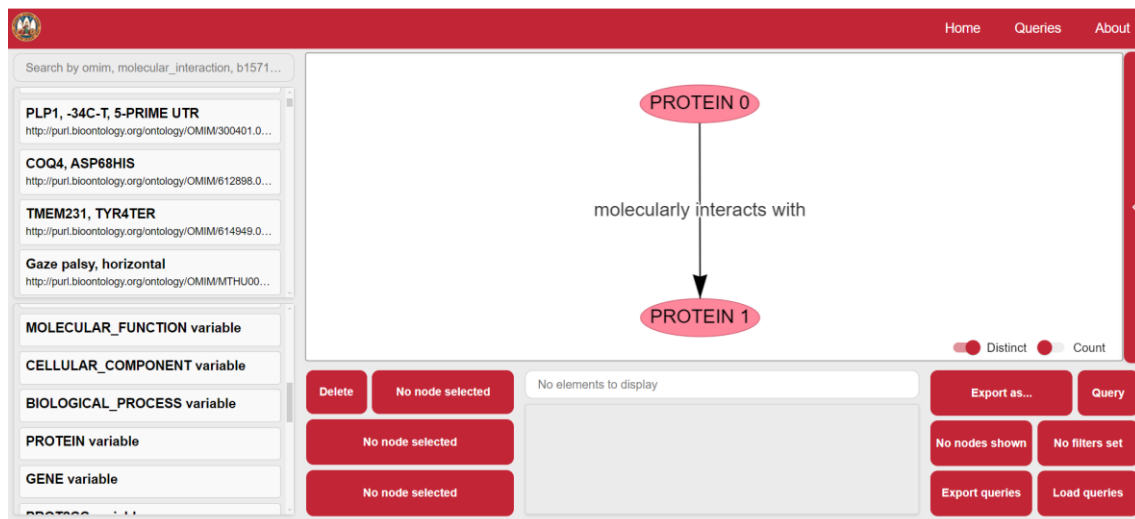 Home Queries About
Search by omim, molecular_interaction, b1571...
PLP1, -34C-T, 5-PRIME UTR
http://purl.bioontology.org/ontology/OMIM/300401.0...
COQ4, ASP68HIS
http://purl.bioontology.org/ontology/OMIM/612898.0...
TMEM231, TYR4TER
http://purl.bioontology.org/ontology/OMIM/614949.0...
Gaze palsy, horizontal
http://purl.bioontology.org/ontology/OMIM/MTHU00...
MOLECULAR_FUNCTION variable
CELLULAR_COMPONENT variable
BIOLOGICAL_PROCESS variable
PROTEIN variable
GENE variable
PROTEIN 0
molecularly interacts with
PROTEIN 1
Distinct Count
Delete
No node selected
No node selected
No node selected
No elements to display
Export as...
Query
No nodes shown
No filters set
Export queries
Load queries